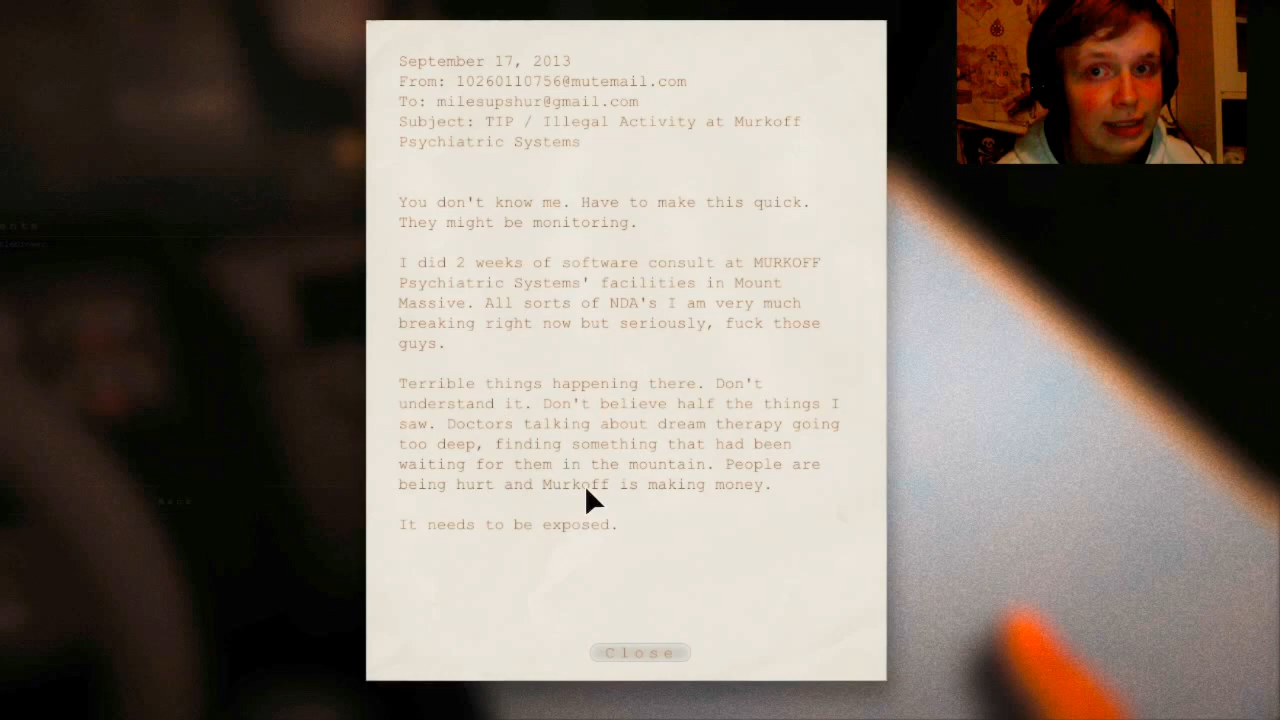 September 17, 2013
From: 10260110756@mutemail.com
To: milesupshur@gmail.com
Subject: TIP / Illegal Activity at Murkoff
Psychiatric Systems
You don't know me. Have to make this quick.
They might be monitoring.
I did 2 weeks of software consult at MURKOFF
Psychiatric Systems' facilities in Mount
Massive. All sorts of NDA's I am very much
breaking right now but seriously, fuck those
guys.
Terrible things happening there. Don't
understand it. Don't believe half the things I
saw. Doctors talking about dream therapy going
too deep, finding something that had been
waiting for them in the mountain. People are
being hurt and Murkoff is making money.
It needs to be exposed.
Back
Close